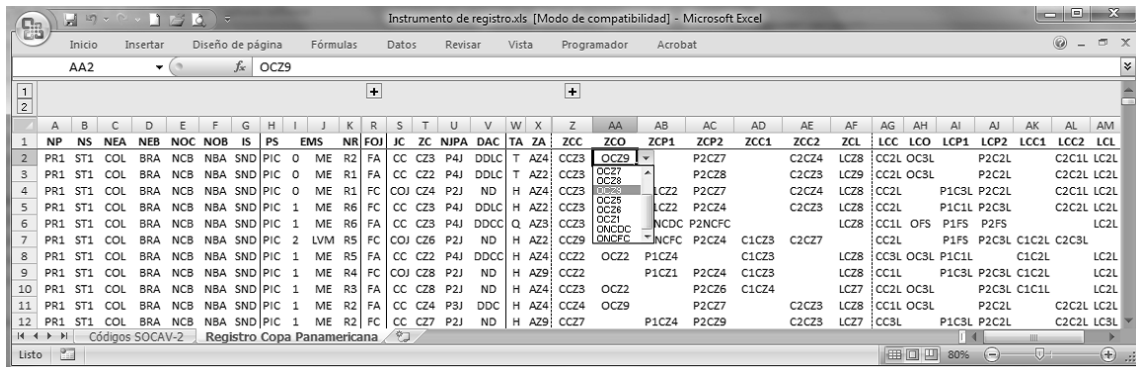 Instrumento de registro.xls [Modo de compatibilidad] - Microsoft Excel
Inicio Insertar Diseño de página Fórmulas Datos Revisar Vista Programador Acrobat
AA2 fx OCZ9
1
2
A B C D E F G H I J K R S T U V W X Z AA AB AC AD AE AF AG AH AI AJ AK AL AM
1 NP NS NEA NEB NOC NOB IS PS EMS NR FOJ JC ZC NJPA DAC TA ZA ZCC ZCO ZCP1 ZCP2 ZCC1 ZCC2 ZCL LCC LCO LCP1 LCP2 LCC1 LCC2 LCL
2 PR1 ST1 COL BRA NCB NBA SND PIC 0 ME R2 FA CC CZ3 P4J DDLC T AZ4 CCZ3 OCZ9 P2CZ7 C2CZ4 LCZ8 CC2L OC3L P2C2L C2C1L LC2L
3 PR1 ST1 COL BRA NCB NBA SND PIC 0 ME R1 FA CC CZ2 P4J DDLC T AZ2 CCZ3 OCZ7 OCZ8 P2CZ8 C2CZ3 LCZ9 CC2L OC3L P2C2L C2C2L LC2L
4 PR1 ST1 COL BRA NCB NBA SND PIC 0 ME R1 FC COJ CZ4 P2J ND H AZ4 CCZ3 OCZ9 1CZ2 P2CZ7 C2CZ4 LCZ8 CC2L P1C3L P2C2L C2C1L LC2L
5 PR1 ST1 COL BRA NCB NBA SND PIC 1 ME R6 FC CC CZ3 P4J DDLC H AZ4 CCZ3 OCZ5 OCZ6 1CZ2 P2CZ4 C2CZ3 LCZ8 CC2L P1C1L P2C3L C2C2L LC2L
6 PR1 ST1 COL BRA NCB NBA SND PIC 1 ME R6 FA CC CZ3 P4J DDCC Q AZ3 CCZ3 OCZ1 ONCDC NCDC P2NCFC LCZ8 CC1L OFS P1FS P2FS LC2L
7 PR1 ST1 COL BRA NCB NBA SND PIC 2 LVM R5 FC COJ CZ6 P2J ND H AZ2 CCZ9 ONCFC NCFC P2CZ4 C1CZ3 C2CZ7 CC2L P1FS P2C3L C1C2L C2C3L
8 PR1 ST1 COL BRA NCB NBA SND PIC 1 ME R5 FA CC CZ2 P4J DDCC H AZ4 CCZ2 OCZ2 P1CZ4 C1CZ3 LCZ8 CC3L OC3L P1C1L C1C2L LC2L
9 PR1 ST1 COL BRA NCB NBA SND PIC 1 ME R4 FC COJ CZ8 P2J ND H AZ9 CCZ2 P1CZ1 P2CZ4 C1CZ3 LCZ8 CC1L P1C3L P2C3L C1C2L LC2L
10 PR1 ST1 COL BRA NCB NBA SND PIC 1 ME R3 FA CC CZ8 P2J ND H AZ4 CCZ3 OCZ2 P2CZ6 C1CZ4 LCZ7 CC2L OC3L P2C3L C1C1L LC2L
11 PR1 ST1 COL BRA NCB NBA SND PIC 1 ME R2 FA CC CZ4 P3J DDC H AZ4 CCZ4 OCZ9 P2CZ7 C2CZ3 LCZ8 CC1L OC3L P2C2L C2C2L LC2L
12 PR1 ST1 COL BRA NCB NBA SND PIC 1 ME R2 FC CC CZ7 P2J ND H AZ9 CCZ7 P1CZ4 P2CZ9 C2CZ3 LCZ7 CC3L P1C3L P2C2L C2C2L LC3L
Códigos SOCAV-2 Registro Copa Panamericana
Listo 80%